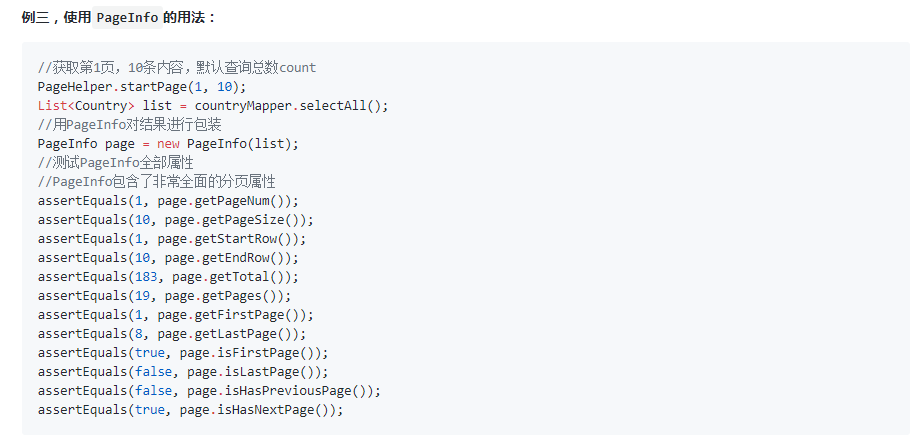 例三，使用 PageInfo 的用法：
//获取第1页，10条内容，默认查询总数count
PageHelper.startPage(1, 10);
List<Country> list = countryMapper.selectAll();
//用PageInfo对结果进行包装
PageInfo page = new PageInfo(list);
//测试PageInfo全部属性
//PageInfo包含了非常全面的分页属性
assertEquals(1, page.getPageNum());
assertEquals(10, page.getPageSize());
assertEquals(1, page.getStartRow());
assertEquals(10, page.getEndRow());
assertEquals(183, page.getTotal());
assertEquals(19, page.getPages());
assertEquals(1, page.getFirstPage());
assertEquals(8, page.getLastPage());
assertEquals(true, page.isFirstPage());
assertEquals(false, page.isLastPage());
assertEquals(false, page.isHasPreviousPage());
assertEquals(true, page.isHasNextPage());